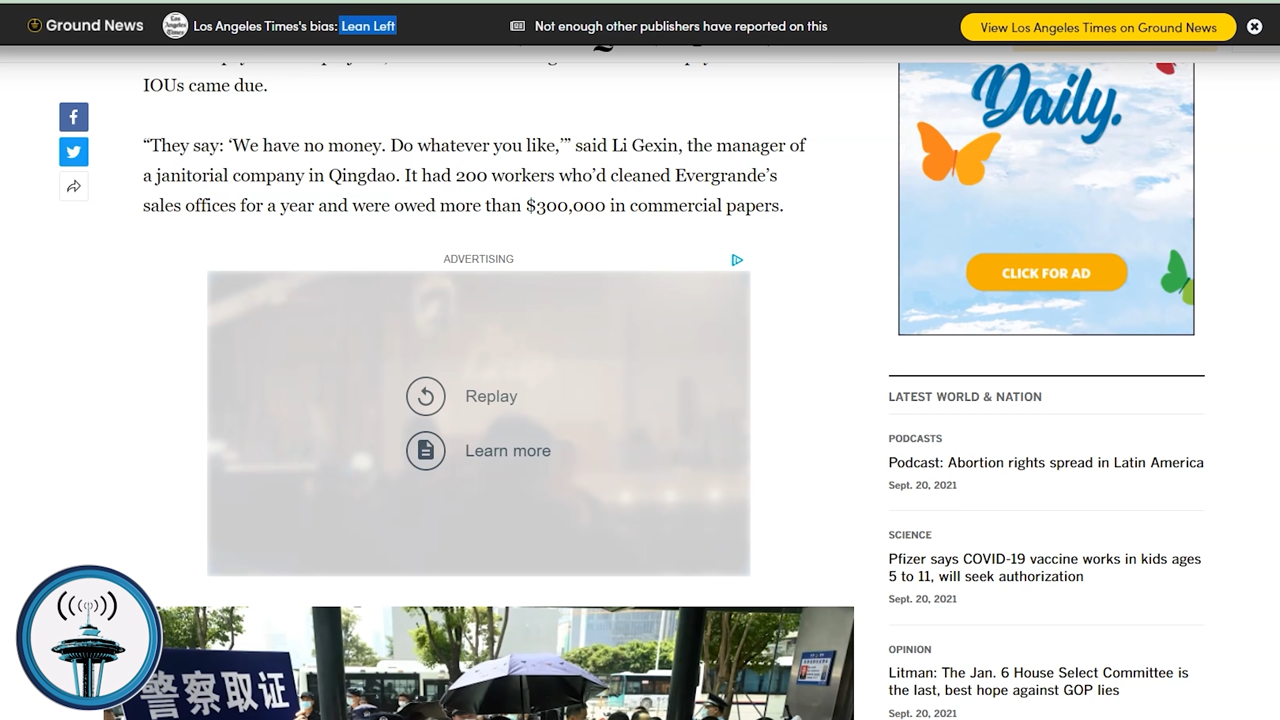 Ground News
Los Angeles Times
Los Angeles Times's bias: Lean Left
Not enough other publishers have reported on this
View Los Angeles Times on Ground News
IOUs came due.
“They say: ‘We have no money. Do whatever you like,’” said Li Gexin, the manager of
a janitorial company in Qingdao. It had 200 workers who’d cleaned Evergrande’s
sales offices for a year and were owed more than $300,000 in commercial papers.
ADVERTISING
Replay
Learn more
警察取证
Daily.
CLICK FOR AD
LATEST WORLD & NATION
PODCASTS
Podcast: Abortion rights spread in Latin America
Sept. 20, 2021
SCIENCE
Pfizer says COVID-19 vaccine works in kids ages
5 to 11, will seek authorization
Sept. 20, 2021
OPINION
Litman: The Jan. 6 House Select Committee is
the last, best hope against GOP lies
Sept. 20, 2021